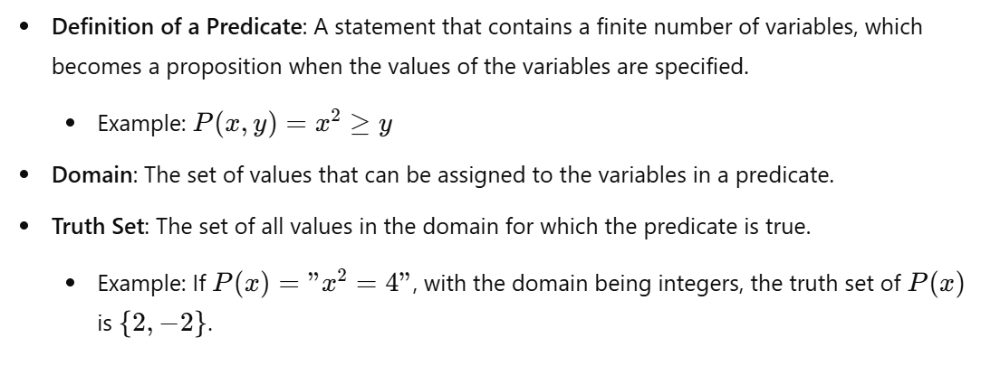 • Definition of a Predicate: A statement that contains a finite number of variables, which
becomes a proposition when the values of the variables are specified.
• Example: P(x, y) = x² ≥ y
• Domain: The set of values that can be assigned to the variables in a predicate.
• Truth Set: The set of all values in the domain for which the predicate is true.
• Example: If P(x) = ”x² = 4”, with the domain being integers, the truth set of P(x)
is {2, −2}.